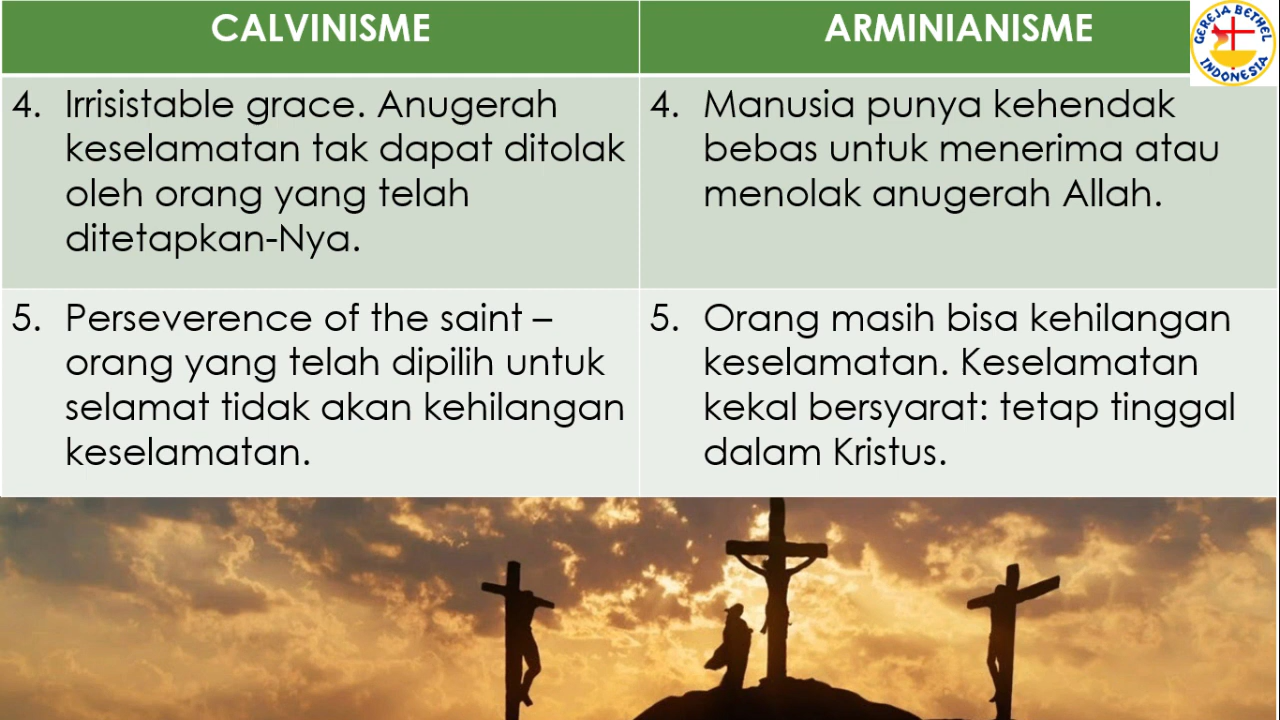 CALVINISME
ARMINIANISME
GEREJA BETHEL
INDONESIA
4. Irrisistable grace. Anugerah
keselamatan tak dapat ditolak
oleh orang yang telah
ditetapkan-Nya.
4. Manusia punya kehendak
bebas untuk menerima atau
menolak anugerah Allah.
5. Perseverence of the saint –
orang yang telah dipilih untuk
selamat tidak akan kehilangan
keselamatan.
5. Orang masih bisa kehilangan
keselamatan. Keselamatan
kekal bersyarat: tetap tinggal
dalam Kristus.